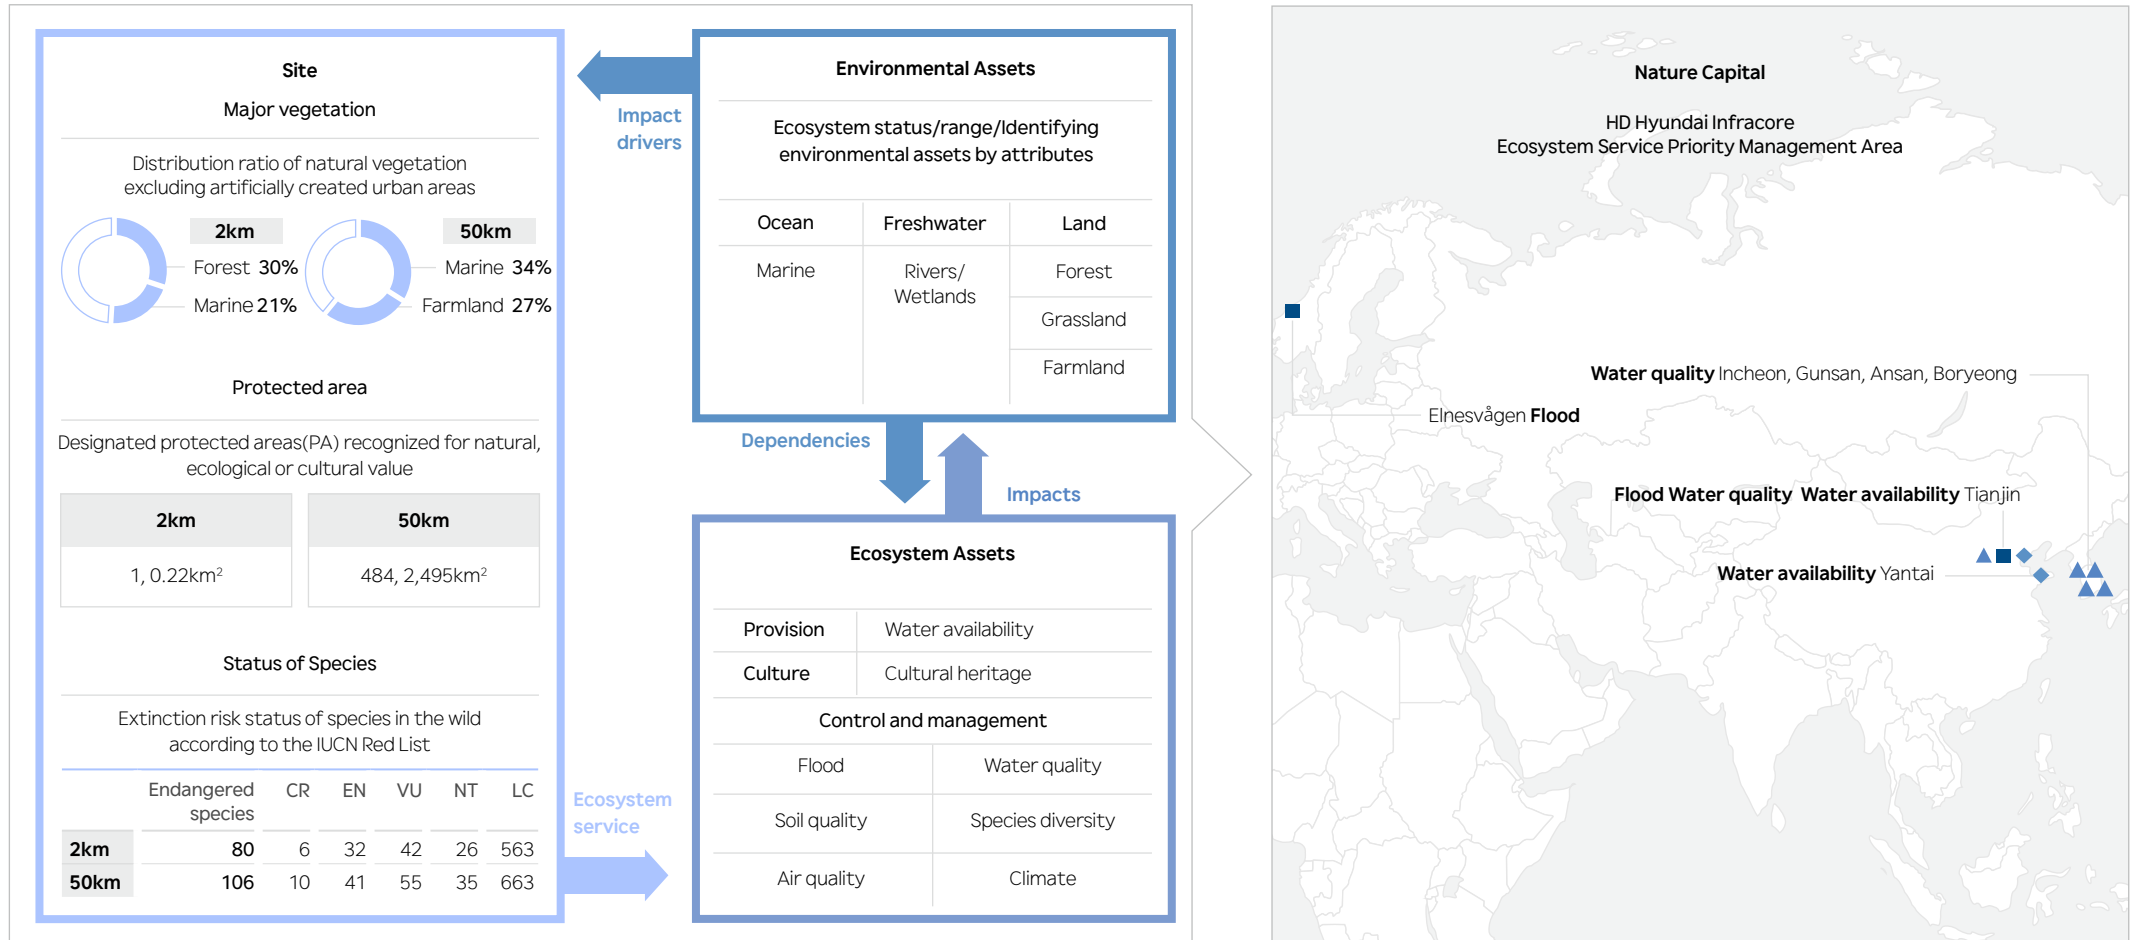 Site
Major vegetation
Distribution ratio of natural vegetation
excluding artificially created urban areas
2km
Forest 30%
Marine 21%
50km
Marine 34%
Farmland 27%
Protected area
Designated protected areas(PA) recognized for natural,
ecological or cultural value
2km 50km
1, 0.22km² 484, 2,495km²
Status of Species
Extinction risk status of species in the wild
according to the IUCN Red List
Endangered species CR EN VU NT LC
2km 80 6 32 42 26 563
50km 106 10 41 55 35 663
Impact
drivers
Ecosystem
service
Environmental Assets
Ecosystem status/range/Identifying
environmental assets by attributes
Ocean Freshwater Land
Marine
Rivers/
Wetlands
Forest
Grassland
Farmland
Dependencies
Impacts
Ecosystem Assets
Provision Water availability
Culture Cultural heritage
Control and management
Flood Water quality
Soil quality Species diversity
Air quality Climate
Nature Capital
HD Hyundai Infracore
Ecosystem Service Priority Management Area
Water quality Incheon, Gunsan, Ansan, Boryeong
Elnesvågen Flood
Flood Water quality Water availability Tianjin
Water availability Yantai